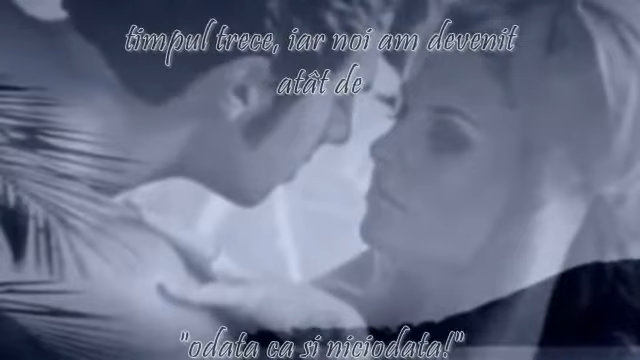 timpul trece, iar noi am devenit
atât de
"odata ca si niciodata!"